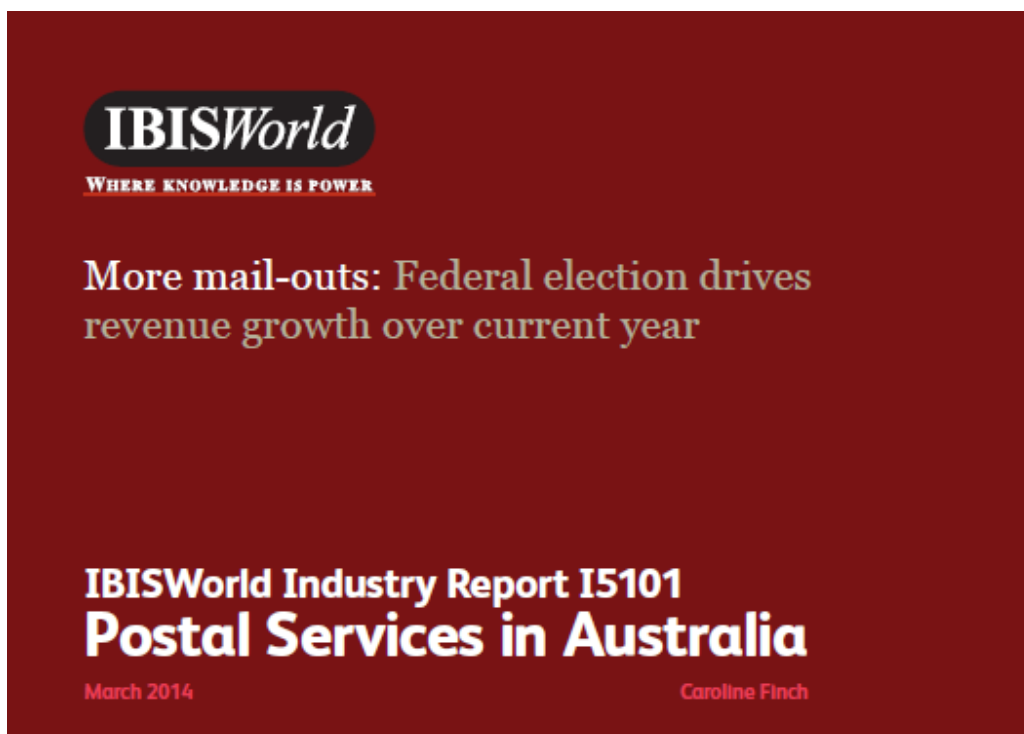 IBISWorld
WHERE KNOWLEDGE IS POWER
More mail-outs: Federal election drives
revenue growth over current year
IBISWorld Industry Report I5101
Postal Services in Australia
March 2014 Caroline Finch